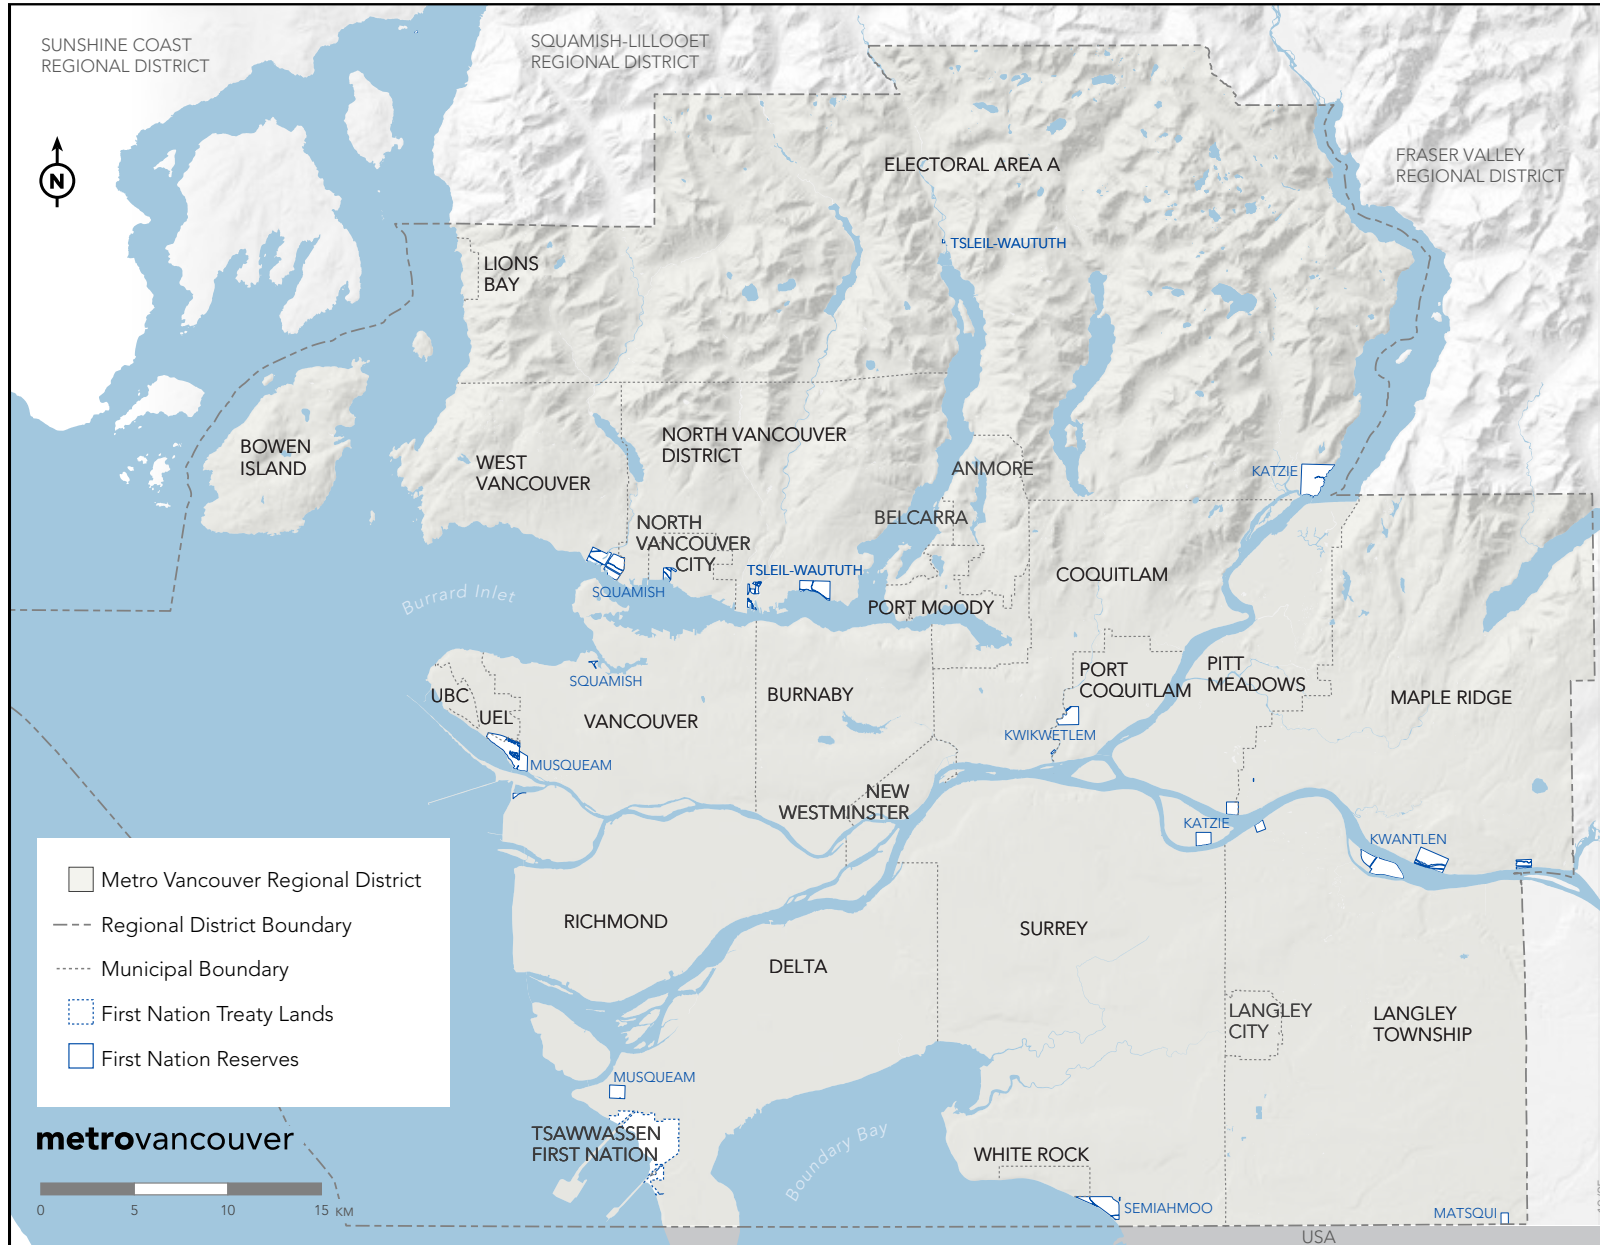 SUNSHINE COAST
REGIONAL DISTRICT
SQUAMISH-LILLOOET
REGIONAL DISTRICT
FRASER VALLEY
REGIONAL DISTRICT
N
ELECTORAL AREA A
TSLEIL-WAUTUTH
LIONS
BAY
BOWEN
ISLAND
WEST
VANCOUVER
NORTH VANCOUVER
DISTRICT
ANMORE
KATZIE
BELCARRA
NORTH
VANCOUVER
CITY
TSLEIL-WAUTUTH
SQUAMISH
Burrard Inlet
PORT MOODY
COQUITLAM
SQUAMISH
UBC
UEL
VANCOUVER
BURNABY
PORT
COQUITLAM
PITT
MEADOWS
MAPLE RIDGE
KWIKWETLEM
MUSQUEAM
NEW
WESTMINSTER
KATZIE
KWANTLEN
RICHMOND
DELTA
SURREY
LANGLEY
CITY
LANGLEY
TOWNSHIP
MUSQUEAM
TSAWWASSEN
FIRST NATION
Boundary Bay
WHITE ROCK
SEMIAHMOO
MATSQUI
USA
Metro Vancouver Regional District
Regional District Boundary
Municipal Boundary
First Nation Treaty Lands
First Nation Reserves
metrovancouver
0 5 10 15 KM